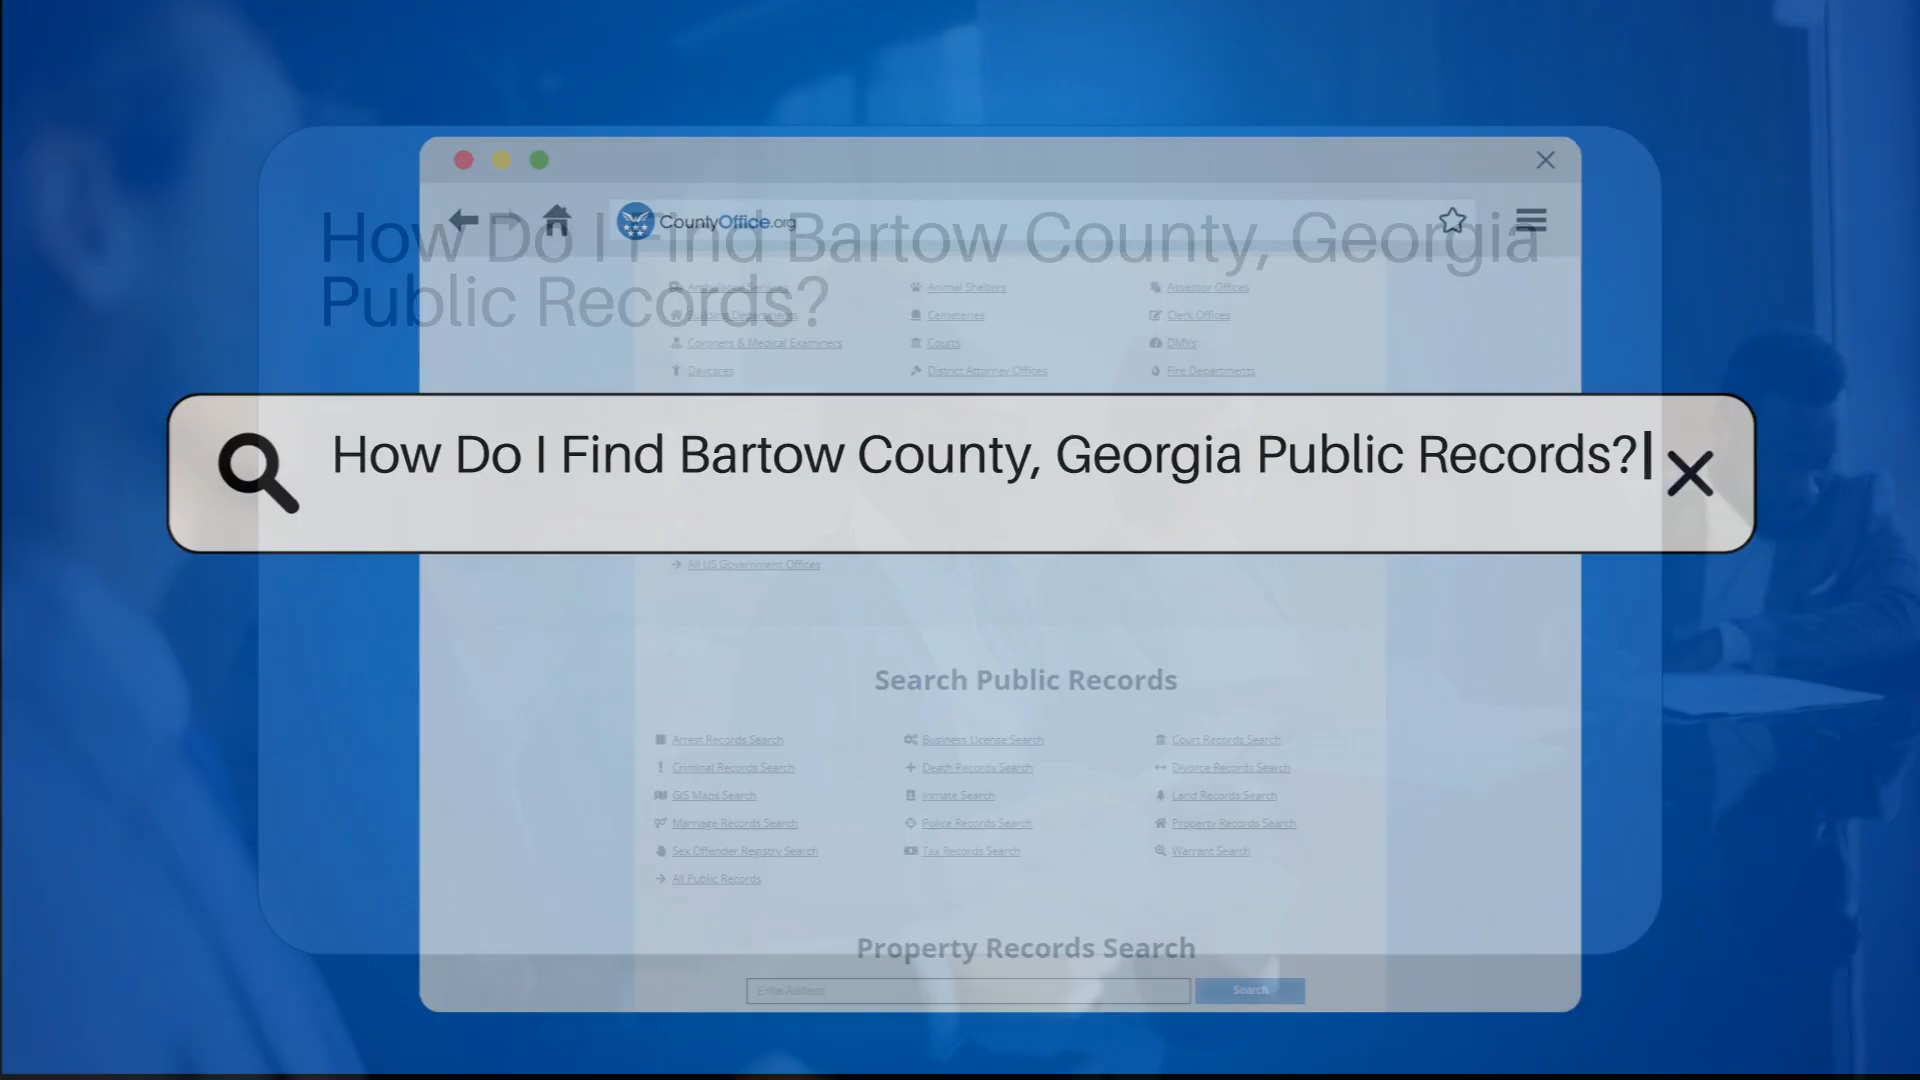 CountyOffice.org
How Do I Find Bartow County, Georgia
Public Records?
Ambulance Services
Animal Shelters
Assessor Offices
Building Departments
Cemeteries
Clerk Offices
Coroners & Medical Examiners
Courts
DMVs
Daycares
District Attorney Offices
Fire Departments
How Do I Find Bartow County, Georgia Public Records?
All US Government Offices
Search Public Records
Arrest Records Search
Business License Search
Court Records Search
Criminal Records Search
Death Records Search
Divorce Records Search
GIS Maps Search
Inmate Search
Land Records Search
Marriage Records Search
Police Records Search
Property Records Search
Sex Offender Registry Search
Tax Records Search
Warrant Search
All Public Records
Property Records Search
Enter Address
Search